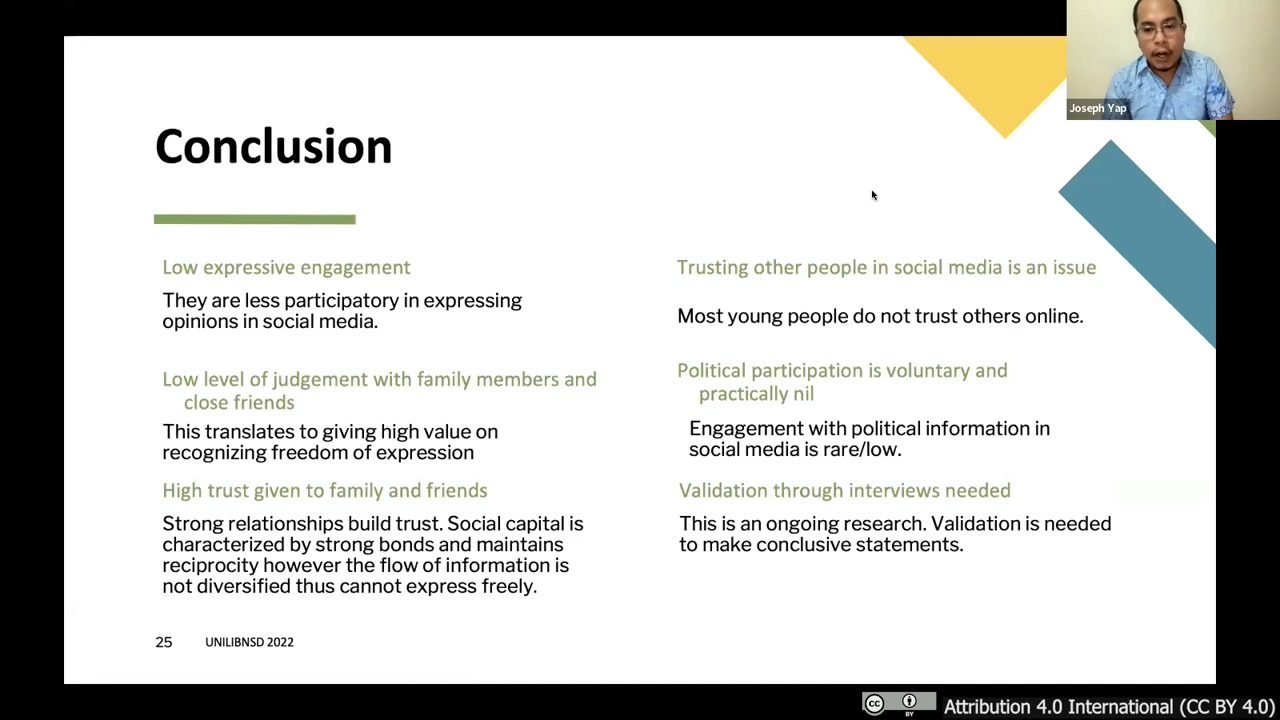 Joseph Yap
Conclusion
Low expressive engagement
They are less participatory in expressing
opinions in social media.
Low level of judgement with family members and
close friends
This translates to giving high value on
recognizing freedom of expression
High trust given to family and friends
Strong relationships build trust. Social capital is
characterized by strong bonds and maintains
reciprocity however the flow of information is
not diversified thus cannot express freely.
Trusting other people in social media is an issue
Most young people do not trust others online.
Political participation is voluntary and
practically nil
Engagement with political information in
social media is rare/low.
Validation through interviews needed
This is an ongoing research. Validation is needed
to make conclusive statements.
25 UNILIBNSD 2022
cc BY Attribution 4.0 International (CC BY 4.0)